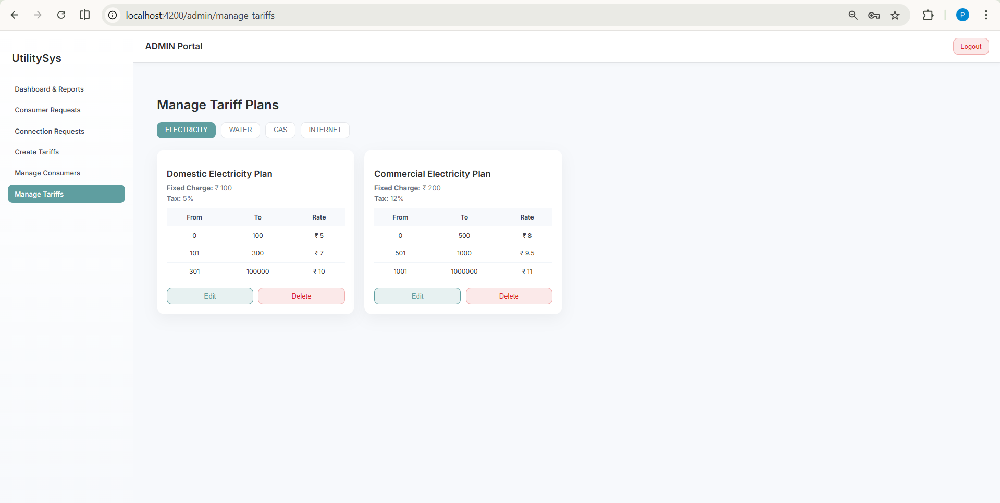 localhost:4200/admin/manage-tariffs
P
UtilitySys
ADMIN Portal
Logout
Dashboard & Reports
Consumer Requests
Connection Requests
Create Tariffs
Manage Consumers
Manage Tariffs
Manage Tariff Plans
ELECTRICITY WATER GAS INTERNET
Domestic Electricity Plan
Fixed Charge: ₹ 100
Tax: 5%
From To Rate
0 100 ₹ 5
101 300 ₹ 7
301 100000 ₹ 10
Edit Delete
Commercial Electricity Plan
Fixed Charge: ₹ 200
Tax: 12%
From To Rate
0 500 ₹ 8
501 1000 ₹ 9.5
1001 1000000 ₹ 11
Edit Delete